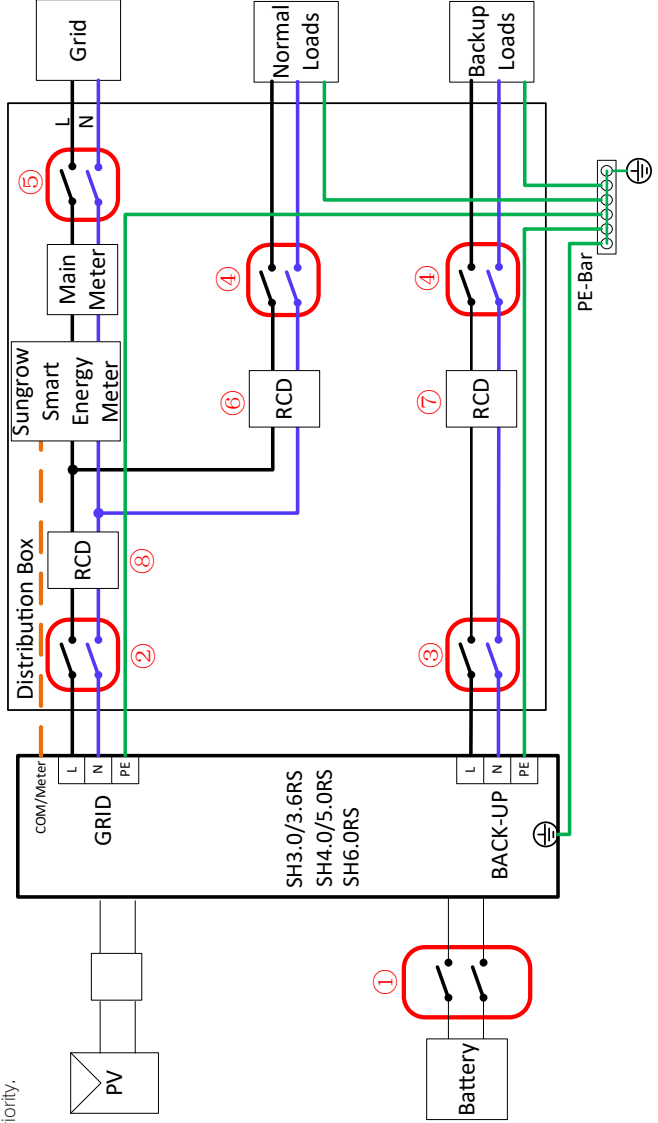 iority.
Distribution Box
Grid
L
N
⑤
Main
Meter
Sungrow
Smart
Energy
Meter
RCD
⑧
②
COM/Meter
L
N
PE
GRID
Normal
Loads
④
⑥
RCD
Backup
Loads
④
⑦
RCD
③
L
N
PE
BACK-UP
SH3.0/3.6RS
SH4.0/5.0RS
SH6.0RS
PE-Bar
PV
①
Battery